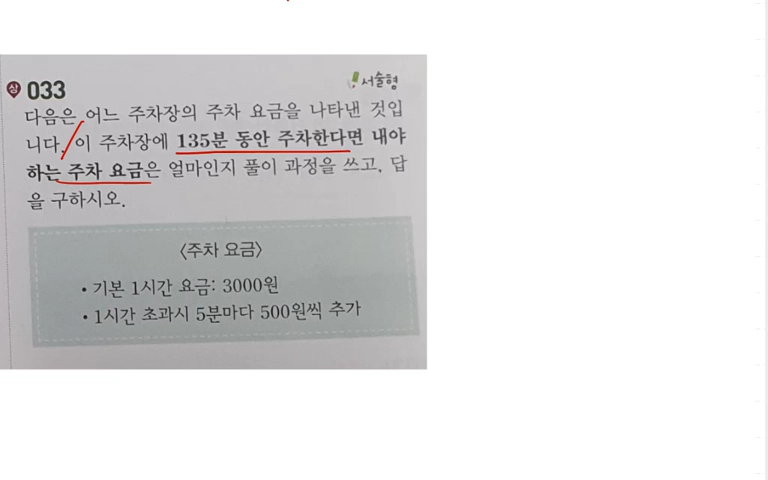 상 033
서술형
다음은 어느 주차장의 주차 요금을 나타낸 것입
니다. 이 주차장에 135분 동안 주차한다면 내야
하는 주차 요금은 얼마인지 풀이 과정을 쓰고, 답
을 구하시오.
〈주차 요금〉
• 기본 1시간 요금: 3000원
• 1시간 초과시 5분마다 500원씩 추가